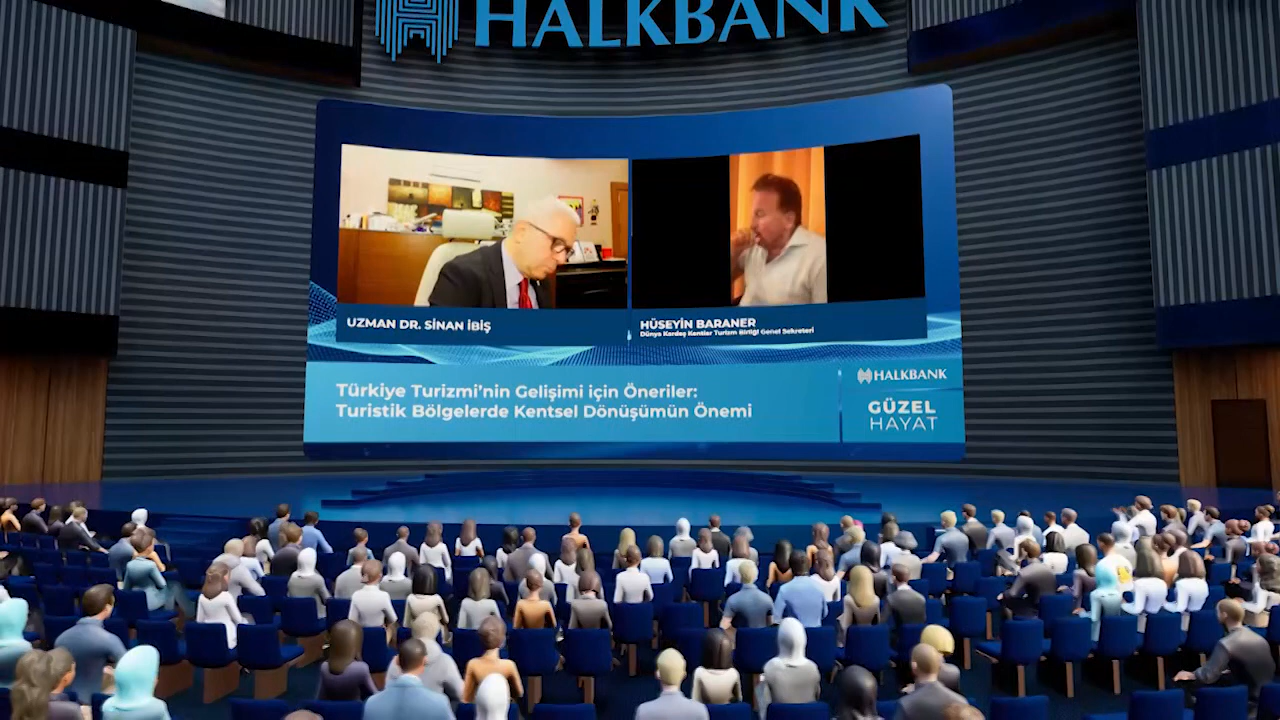 HALKBANK
UZMAN DR. SİNAN İBİŞ
HÜSEYİN BARANER
Dünya Kardeş Kentler Turizm Birliği Genel Sekreteri
Türkiye Turizmi'nin Gelişimi için Öneriler:
Turistik Bölgelerde Kentsel Dönüşümün Önemi
HALKBANK
GÜZEL
HAYAT